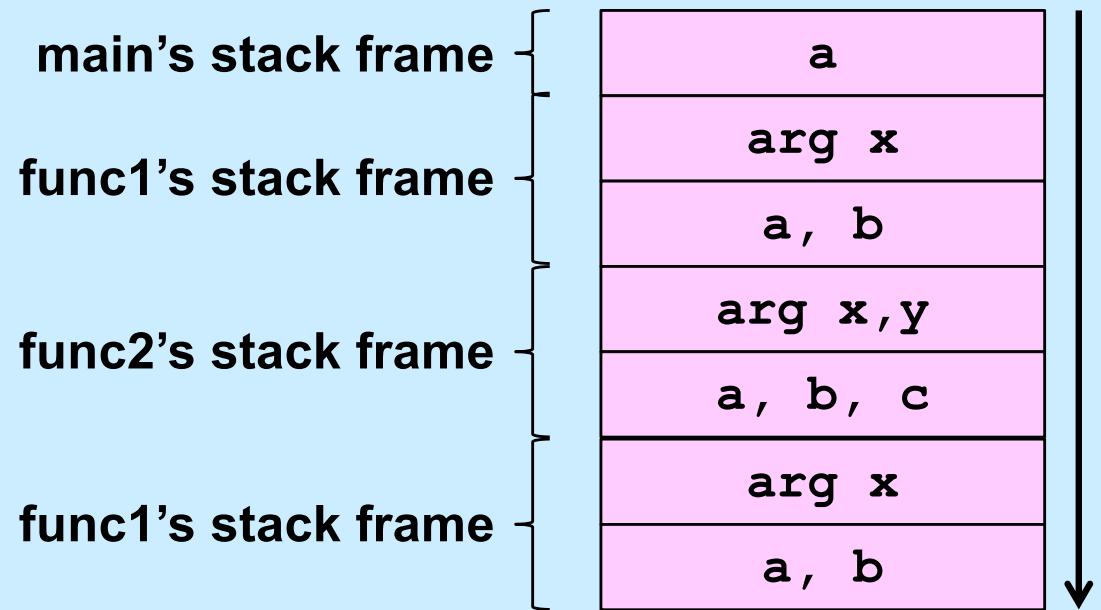 main’s stack frame
a
func1’s stack frame
arg x
a, b
func2’s stack frame
arg x,y
a, b, c
func1’s stack frame
arg x
a, b